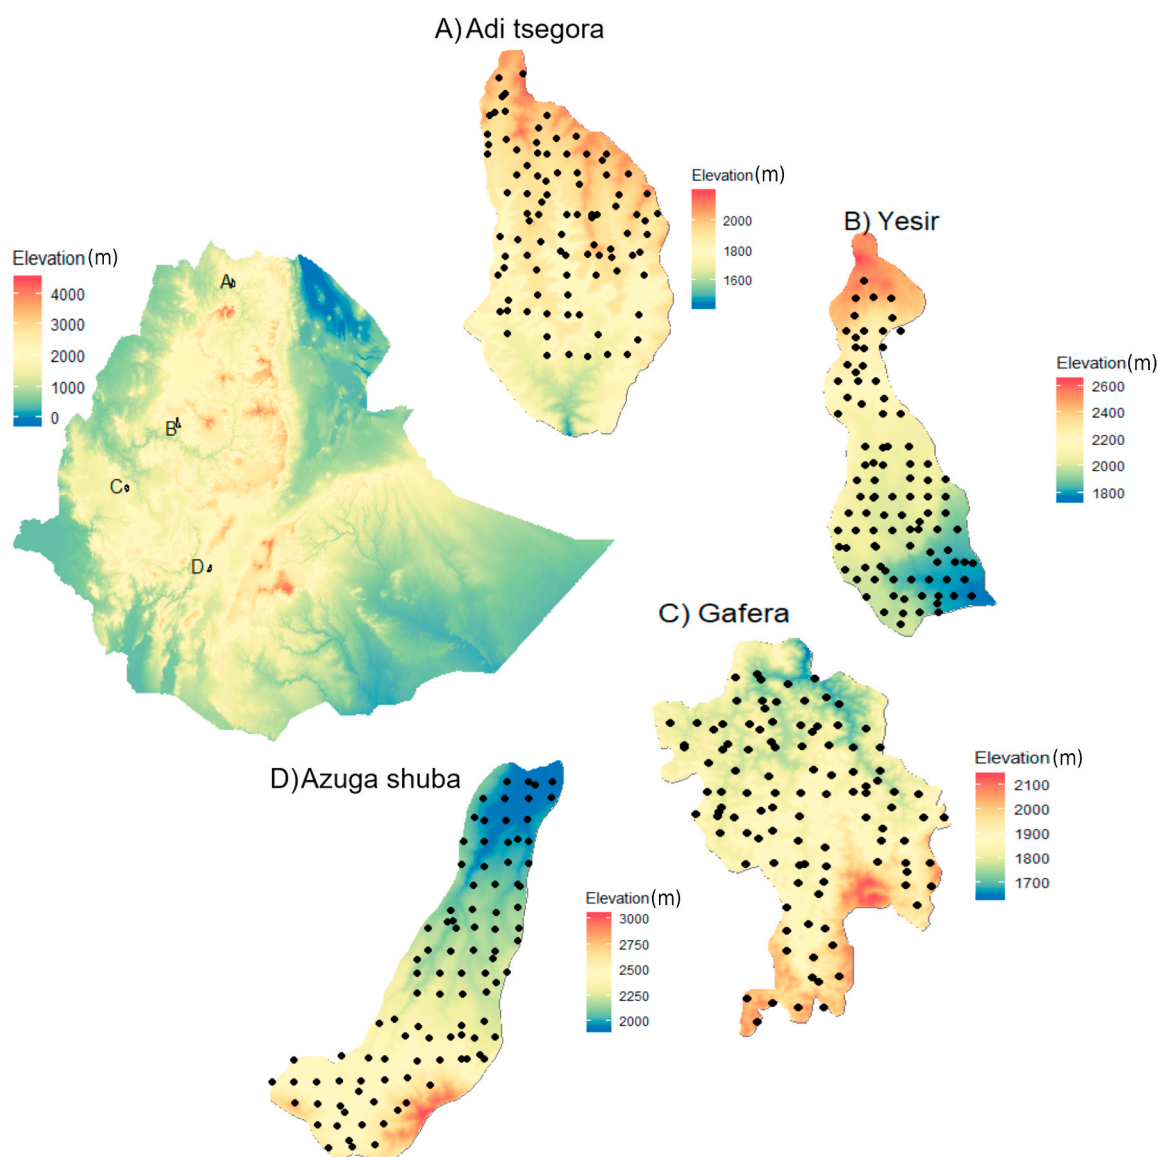 A) Adi tsegora
Elevation (m)
2000
1800
1600
B) Yesir
Elevation (m)
2600
2400
2200
2000
1800
Elevation (m)
4000
3000
2000
1000
0
A
B
C
D
C) Gafera
Elevation (m)
2100
2000
1900
1800
1700
D) Azuga shuba
Elevation (m)
3000
2750
2500
2250
2000